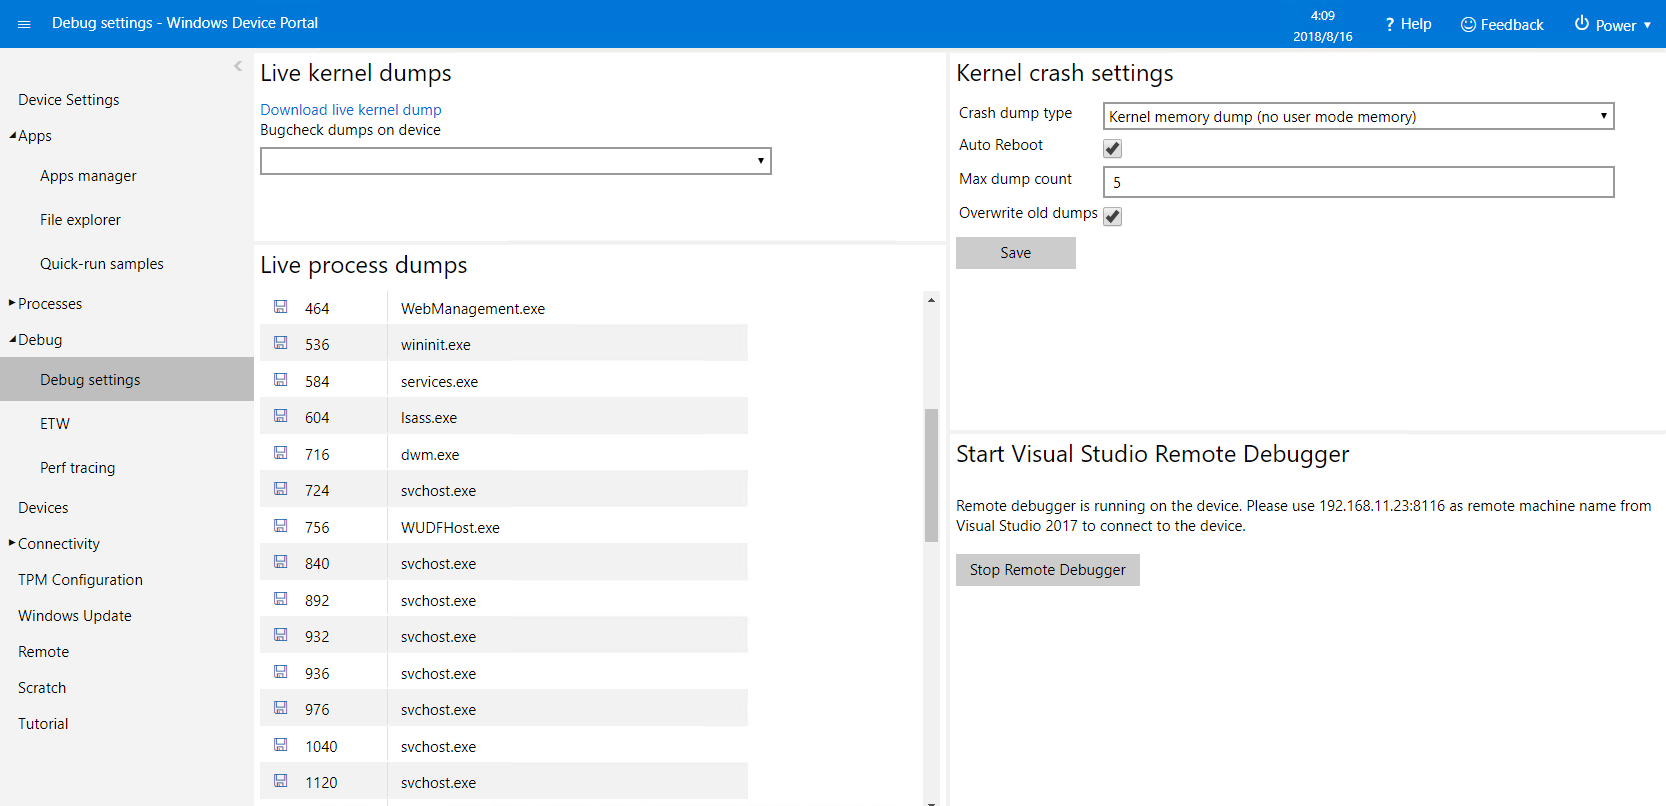 Debug settings - Windows Device Portal
4:09
2018/8/16
? Help
Feedback
Power
Device Settings
Apps
Apps manager
File explorer
Quick-run samples
Processes
Debug
Debug settings
ETW
Perf tracing
Devices
Connectivity
TPM Configuration
Windows Update
Remote
Scratch
Tutorial
Live kernel dumps
Download live kernel dump
Bugcheck dumps on device
Live process dumps
464 WebManagement.exe
536 wininit.exe
584 services.exe
604 lsass.exe
716 dwm.exe
724 svchost.exe
756 WUDFHost.exe
840 svchost.exe
892 svchost.exe
932 svchost.exe
936 svchost.exe
976 svchost.exe
1040 svchost.exe
1120 svchost.exe
Kernel crash settings
Crash dump type Kernel memory dump (no user mode memory)
Auto Reboot
Max dump count 5
Overwrite old dumps
Save
Start Visual Studio Remote Debugger
Remote debugger is running on the device. Please use 192.168.11.23:8116 as remote machine name from
Visual Studio 2017 to connect to the device.
Stop Remote Debugger